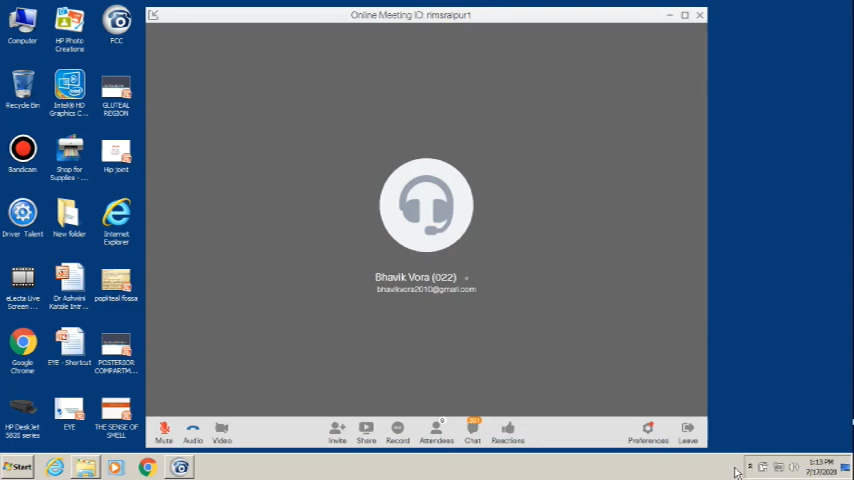 Online Meeting ID: rimsraipur1
Computer
HP Photo
Creations
FCC
Recycle Bin
Intel® HD
Graphics C...
GLUTEAL
REGION
Bandicam
Shop for
Supplies - ...
Hip joint
Driver Talent
New folder
Internet
Explorer
eLecta Live
Screen ...
Dr Ashwini
Katole Intr...
popliteal fossa
Google
Chrome
EYE - Shortcut
POSTERIOR
COMPARTM...
HP DeskJet
5820 series
EYE
THE SENSE OF
SMELL
Bhavik Vora (022)
bhavikvora2010@gmail.com
Mute
Audio
Video
Invite
Share
Record
Attendees
Chat
Reactions
Preferences
Leave
Start
1:13 PM
7/17/2020